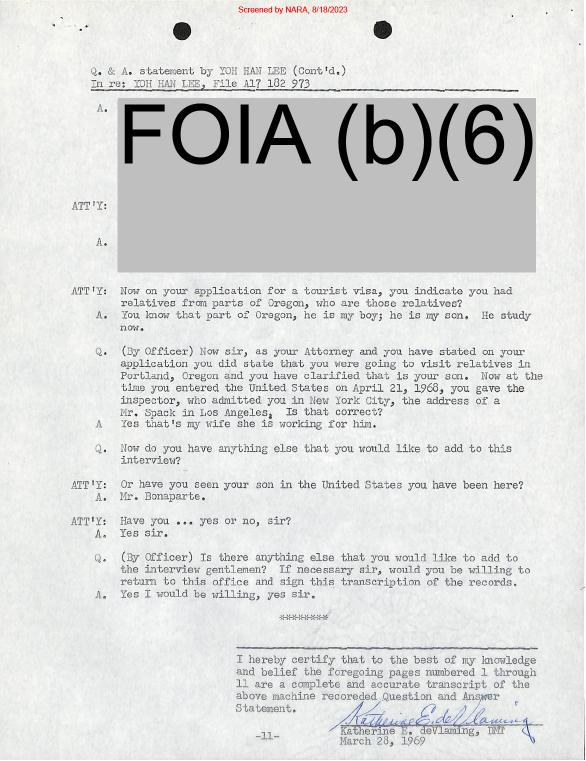 Screened by NARA, 8/18/2023
Q. & A. statement by YOH HAN LEE (Cont'd.)
In re: YOH HAN LEE, File A17 182 973
A.
FOIA (b)(6)
ATT'Y:
A.
ATT'Y: Now on your application for a tourist visa, you indicate you had
relatives from parts of Oregon, who are those relatives?
A. You know that part of Oregon, he is my boy; he is my son. He study
now.
Q. (By Officer) Now sir, as your Attorney and you have stated on your
application you did state that you were going to visit relatives in
Portland, Oregon and you have clarified that is your son. Now at the
time you entered the United States on April 21, 1968, you gave the
inspector, who admitted you in New York City, the address of a
Mr. Spack in Los Angeles, Is that correct?
A Yes that's my wife she is working for him.
Q. Now do you have anything else that you would like to add to this
interview?
ATT'Y: Or have you seen your son in the United States you have been here?
A. Mr. Bonaparte.
ATT'Y: Have you ... yes or no, sir?
A. Yes sir.
Q. (By Officer) Is there anything else that you would like to add to
the interview gentlemen? If necessary sir, would you be willing to
return to this office and sign this transcription of the records.
A. Yes I would be willing, yes sir.
********
I hereby certify that to the best of my knowledge
and belief the foregoing pages numbered 1 through
11 are a complete and accurate transcript of the
above machine recoreded Question and Answer
Statement.
Katherine E. deVlaming
Katherine E. deVlaming, DMT
-11-
March 28, 1969